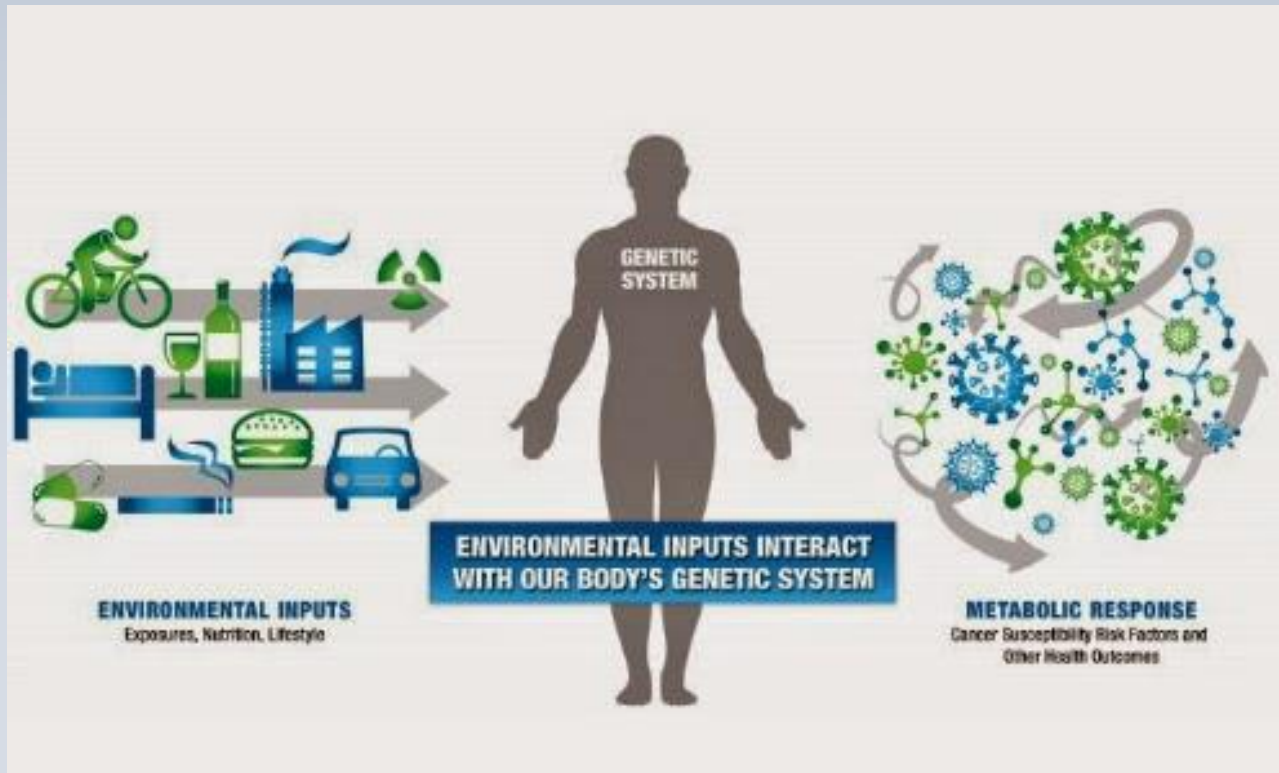 GENETIC
SYSTEM
ENVIRONMENTAL INPUTS INTERACT
WITH OUR BODY'S GENETIC SYSTEM
ENVIRONMENTAL INPUTS
Exposures, Nutrition, Lifestyle
METABOLIC RESPONSE
Cancer Susceptibility Risk Factors and
Other Health Outcomes